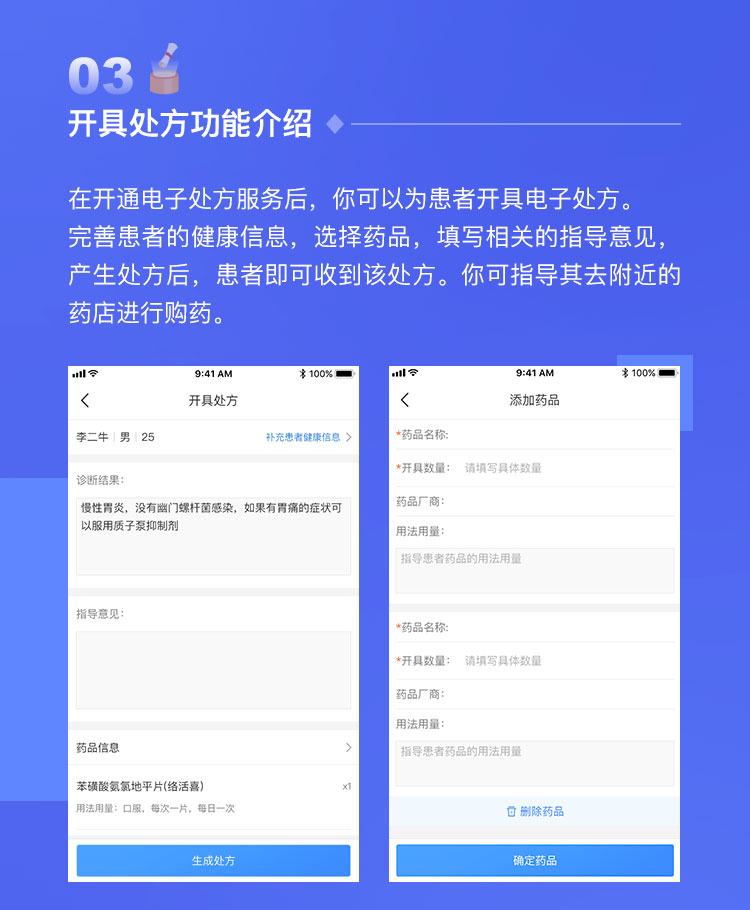 03
开具处方功能介绍
在开通电子处方服务后，你可以为患者开具电子处方。
完善患者的健康信息，选择药品，填写相关的指导意见，
产生处方后，患者即可收到该处方。你可指导其去附近的
药店进行购药。
9:41 AM
100%
开具处方
李二牛 男 25 补充患者健康信息
诊断结果：
慢性胃炎，没有幽门螺杆菌感染，如果有胃痛的症状可
以服用质子泵抑制剂
指导意见：
药品信息
苯磺酸氨氯地平片(络活喜) x1
用法用量：口服，每次一片，每日一次
生成处方
9:41 AM
100%
添加药品
*药品名称:
*开具数量： 请填写具体数量
药品厂商：
用法用量：
指导患者药品的用法用量
*药品名称:
*开具数量： 请填写具体数量
药品厂商：
用法用量：
指导患者药品的用法用量
删除药品
确定药品